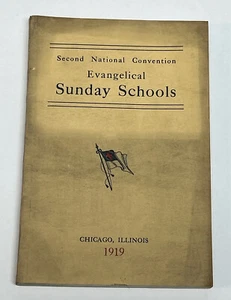 Second National Convention
Evangelical
Sunday Schools
CHICAGO, ILLINOIS
1919